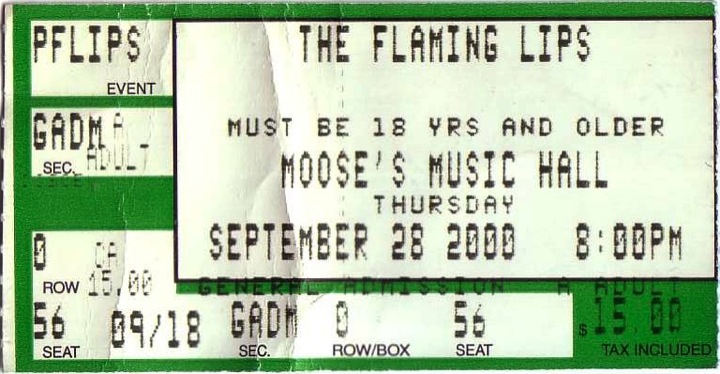 PFLIPS THE FLAMING LIPS
EVENT
GADM A MUST BE 18 YRS AND OLDER
SEC. ADULT MOOSE'S MUSIC HALL
THURSDAY
0 CA SEPTEMBER 28 2000 8:00PM
ROW 15.00 GENERAL ADMISSION A ADULT
56 09/18 GADM 0 56 $15.00
SEAT SEC. ROW/BOX SEAT TAX INCLUDED